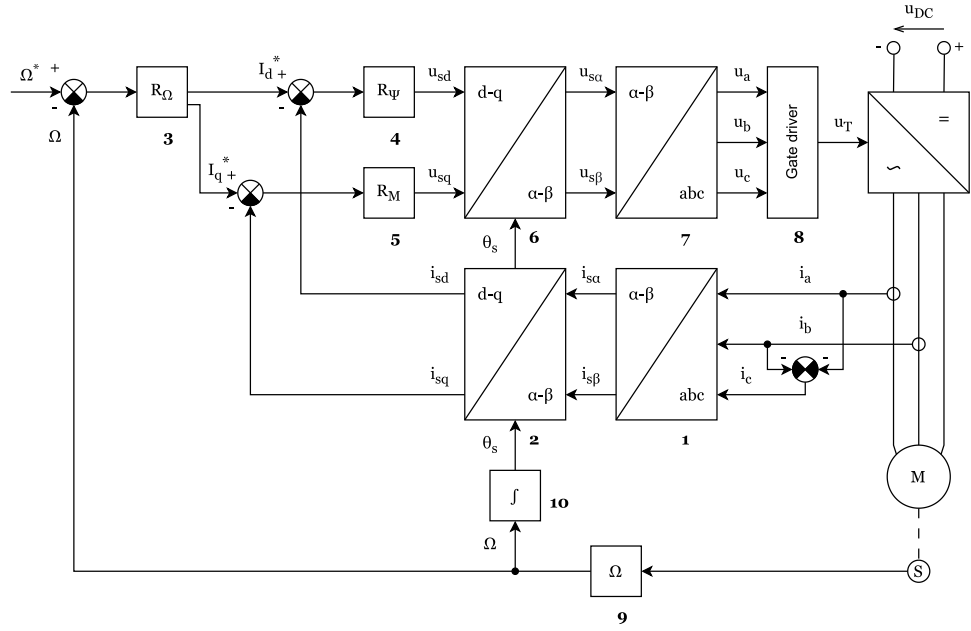 u_DC
- +
Ω* + -
Ω
R_Ω
3
I_d* + -
R_Ψ
4
u_sd
I_q* + -
R_M
5
u_sq
d-q
α-β
6
θ_s
u_sα
u_sβ
α-β
abc
7
u_a
u_b
u_c
Gate driver
8
u_T
=
∽
i_sd
i_sq
d-q
α-β
2
θ_s
i_sα
i_sβ
α-β
abc
1
i_a
i_b
i_c
- -
∫
10
Ω
Ω
9
M
S